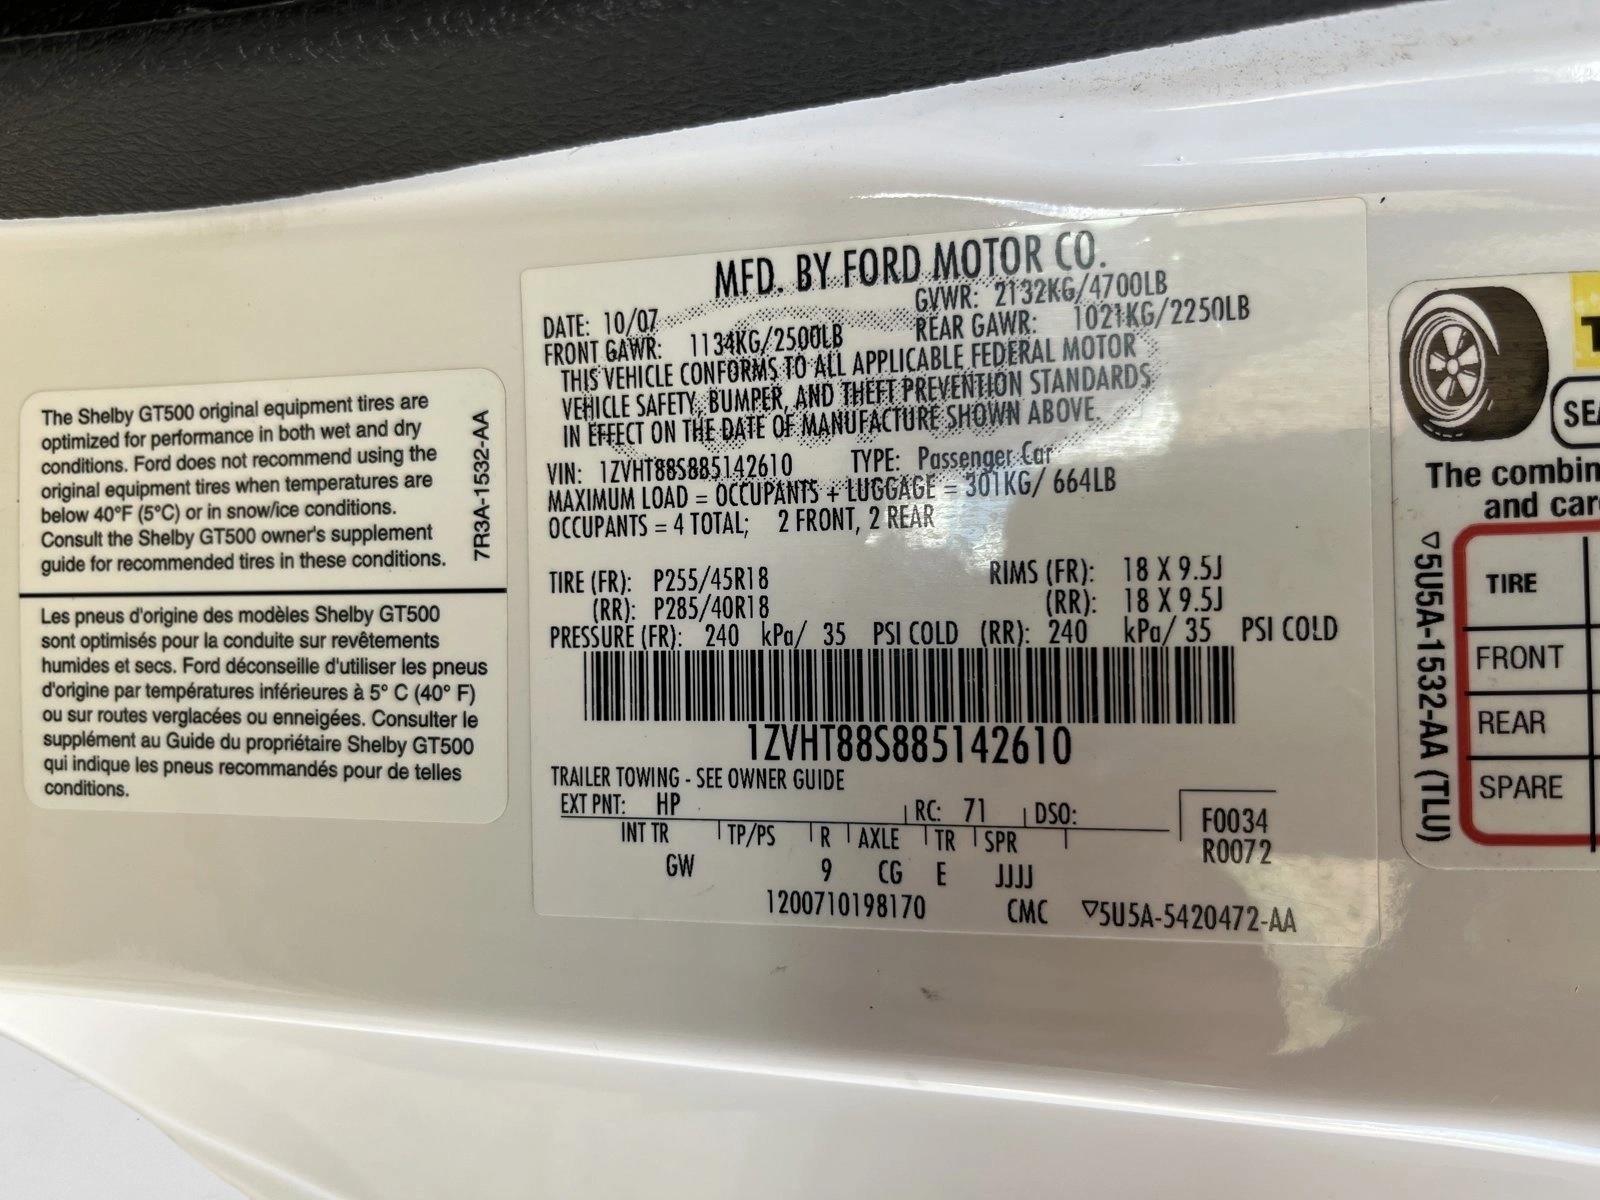 The Shelby GT500 original equipment tires are
optimized for performance in both wet and dry
conditions. Ford does not recommend using the
original equipment tires when temperatures are
below 40°F (5°C) or in snow/ice conditions.
Consult the Shelby GT500 owner's supplement
guide for recommended tires in these conditions.
7R3A-1532-AA
Les pneus d'origine des modèles Shelby GT500
sont optimisés pour la conduite sur revêtements
humides et secs. Ford déconseille d'utiliser les pneus
d'origine par températures inférieures à 5° C (40° F)
ou sur routes verglacées ou enneigées. Consulter le
supplément au Guide du propriétaire Shelby GT500
qui indique les pneus recommandés pour de telles
conditions.
MFD. BY FORD MOTOR CO.
DATE: 10/07 GVWR: 2132KG/4700LB
FRONT GAWR: 1134KG/2500LB REAR GAWR: 1021KG/2250LB
THIS VEHICLE CONFORMS TO ALL APPLICABLE FEDERAL MOTOR
VEHICLE SAFETY, BUMPER, AND THEFT PREVENTION STANDARDS
IN EFFECT ON THE DATE OF MANUFACTURE SHOWN ABOVE.
VIN: 1ZVHT88S885142610 TYPE: Passenger Car
MAXIMUM LOAD = OCCUPANTS + LUGGAGE = 301KG/ 664LB
OCCUPANTS = 4 TOTAL; 2 FRONT, 2 REAR
TIRE (FR): P255/45R18 RIMS (FR): 18 X 9.5J
(RR): P285/40R18 (RR): 18 X 9.5J
PRESSURE (FR): 240 kPa/ 35 PSI COLD (RR): 240 kPa/ 35 PSI COLD
1ZVHT88S885142610
TRAILER TOWING - SEE OWNER GUIDE
EXT PNT: HP RC: 71 DSO:
INT TR TP/PS R AXLE TR SPR
GW 9 CG E JJJJ
F0034
R0072
1200710198170 CMC ▽5U5A-5420472-AA
T
SEA
The combin
and car
TIRE
FRONT
REAR
SPARE
▽5U5A-1532-AA (TLU)